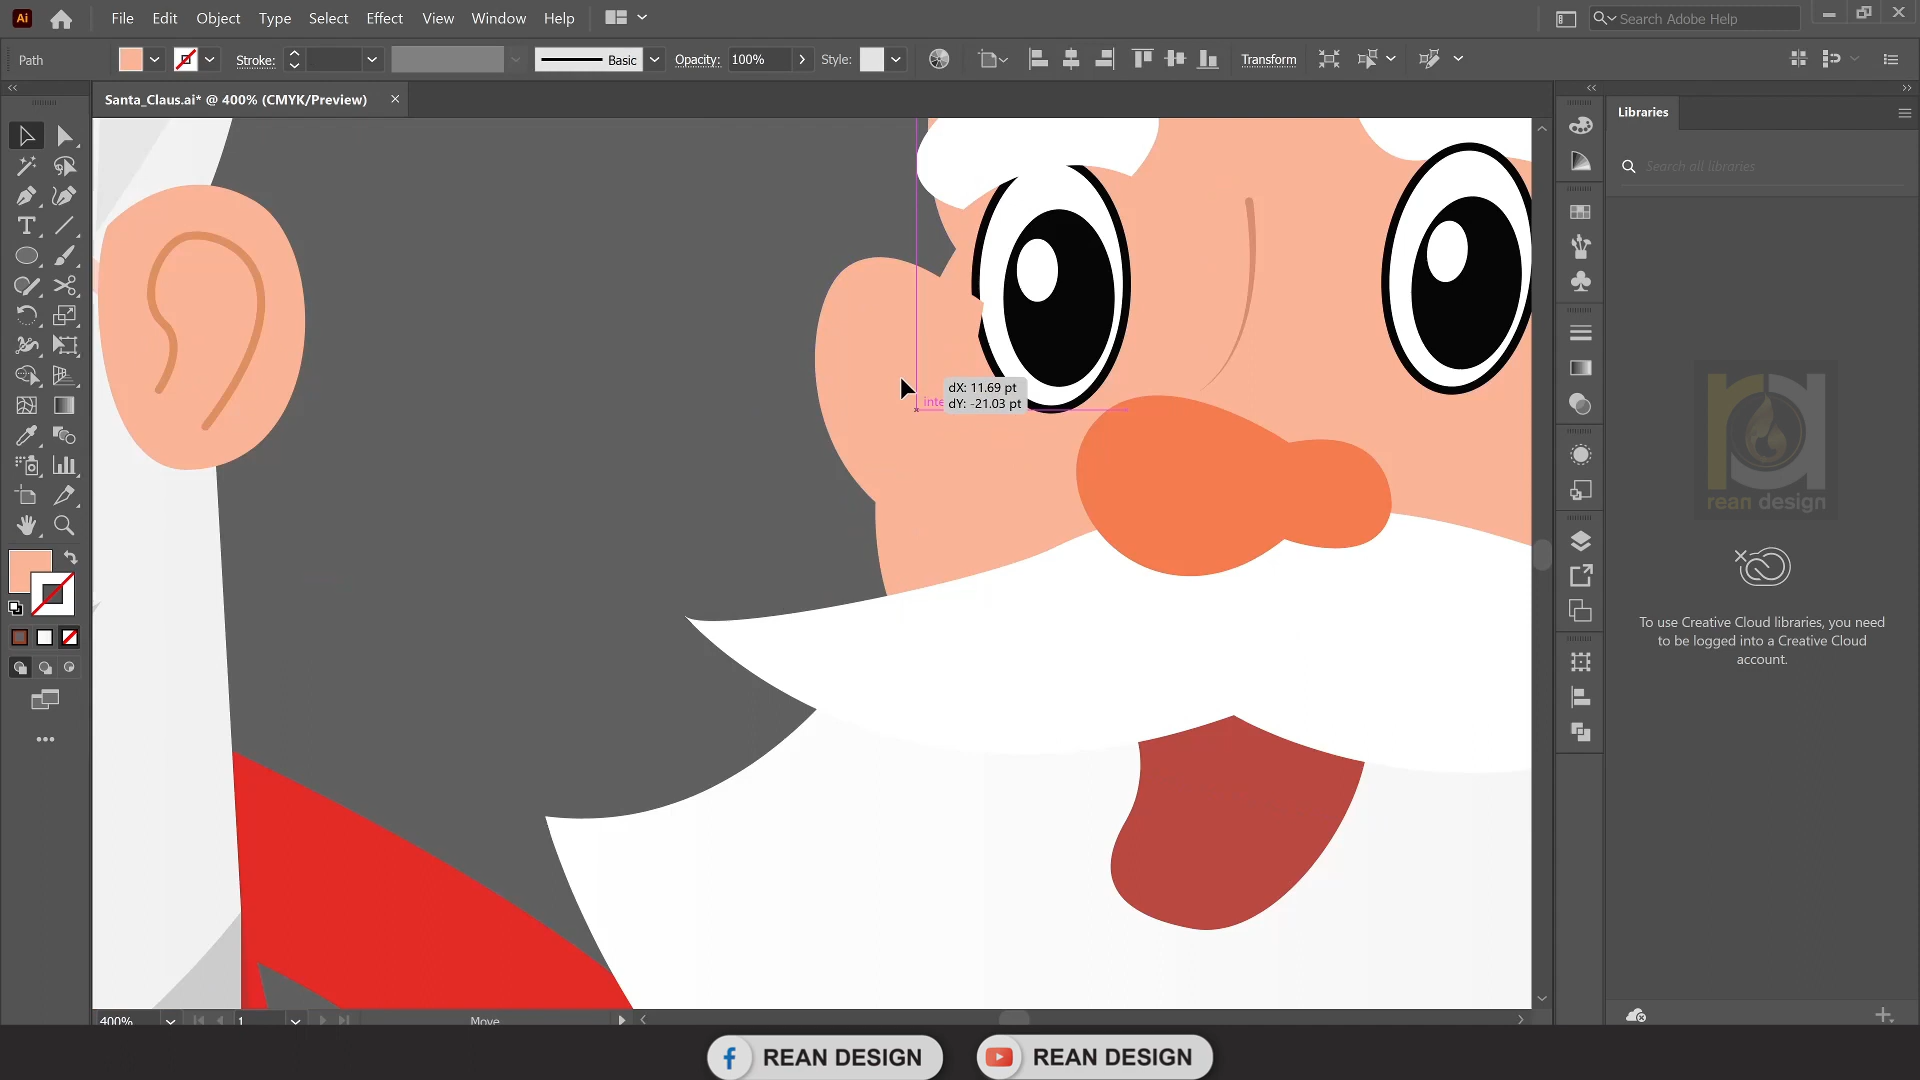 Ai
File Edit Object Type Select Effect View Window Help
Search Adobe Help
Path
Stroke:
Basic
Opacity: 100%
Style:
Transform
Santa_Claus.ai* @ 400% (CMYK/Preview)
Libraries
Search all libraries
dX: 11.69 pt
inte dY: -21.03 pt
rean design
To use Creative Cloud libraries, you need
to be logged into a Creative Cloud
account.
400% 1 Move
REAN DESIGN REAN DESIGN